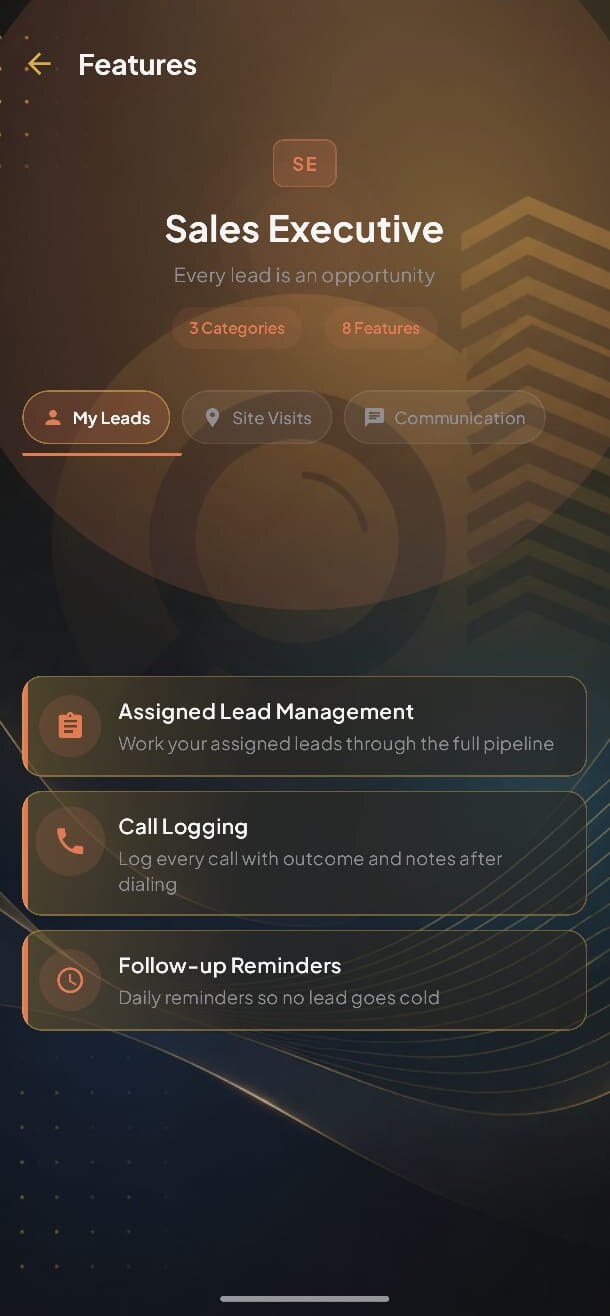 Features
SE
Sales Executive
Every lead is an opportunity
3 Categories 8 Features
My Leads Site Visits Communication
Assigned Lead Management
Work your assigned leads through the full pipeline
Call Logging
Log every call with outcome and notes after
dialing
Follow-up Reminders
Daily reminders so no lead goes cold